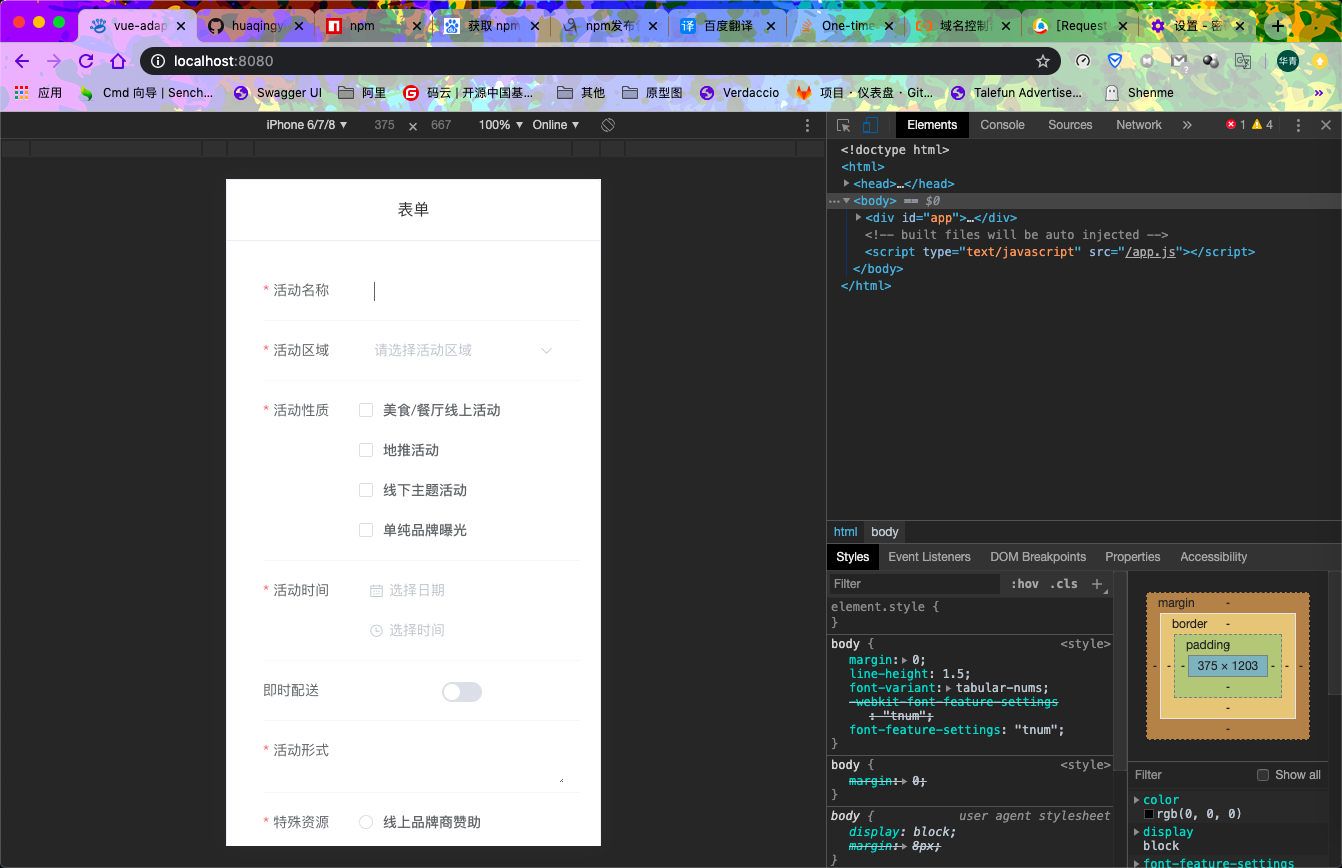 vue-adap
huaqingy
npm
获取 npm
npm发布
百度翻译
One-time
域名控制
[Request
设置 - 密
localhost:8080
华青
应用
Cmd 向导 | Sench...
Swagger UI
阿里
码云 | 开源中国基...
其他
原型图
Verdaccio
项目 · 仪表盘 · Git...
Talefun Advertise...
Shenme
»
iPhone 6/7/8 ▼
375 × 667
100% ▼
Online ▼
Elements
Console
Sources
Network
»
1
4
表单
* 活动名称
* 活动区域
请选择活动区域
* 活动性质
美食/餐厅线上活动
地推活动
线下主题活动
单纯品牌曝光
* 活动时间
选择日期
选择时间
即时配送
* 活动形式
* 特殊资源
线上品牌商赞助
<!doctype html>
<html>
<head>…</head>
<body> == $0
<div id="app">…</div>
<!-- built files will be auto injected -->
<script type="text/javascript" src="/app.js"></script>
</body>
</html>
html
body
Styles
Event Listeners
DOM Breakpoints
Properties
Accessibility
Filter
:hov
.cls
+
element.style {
}
body {
<style>
margin: 0;
line-height: 1.5;
font-variant: tabular-nums;
-webkit-font-feature-settings
: "tnum";
font-feature-settings: "tnum";
}
body {
<style>
margin: 0;
}
body {
user agent stylesheet
display: block;
margin: 8px;
}
margin
-
border
-
padding
-
375 × 1203
Filter
Show all
color
rgb(0, 0, 0)
display
block
font-feature-settings